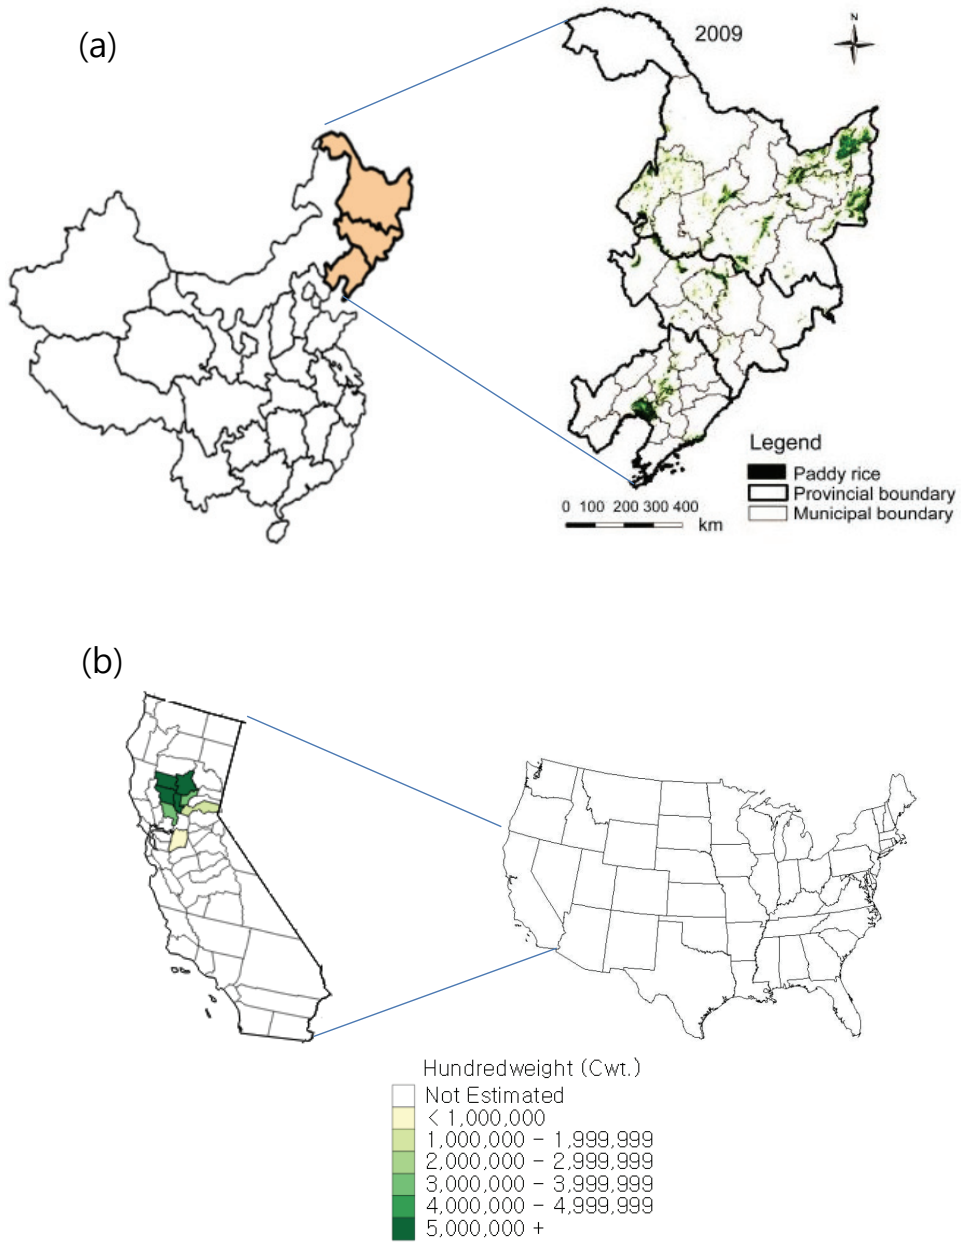 (a)
2009
N
Legend
Paddy rice
Provincial boundary
Municipal boundary
0 100 200 300 400
km
(b)
Hundredweight (Cwt.)
Not Estimated
< 1,000,000
1,000,000 - 1,999,999
2,000,000 - 2,999,999
3,000,000 - 3,999,999
4,000,000 - 4,999,999
5,000,000 +